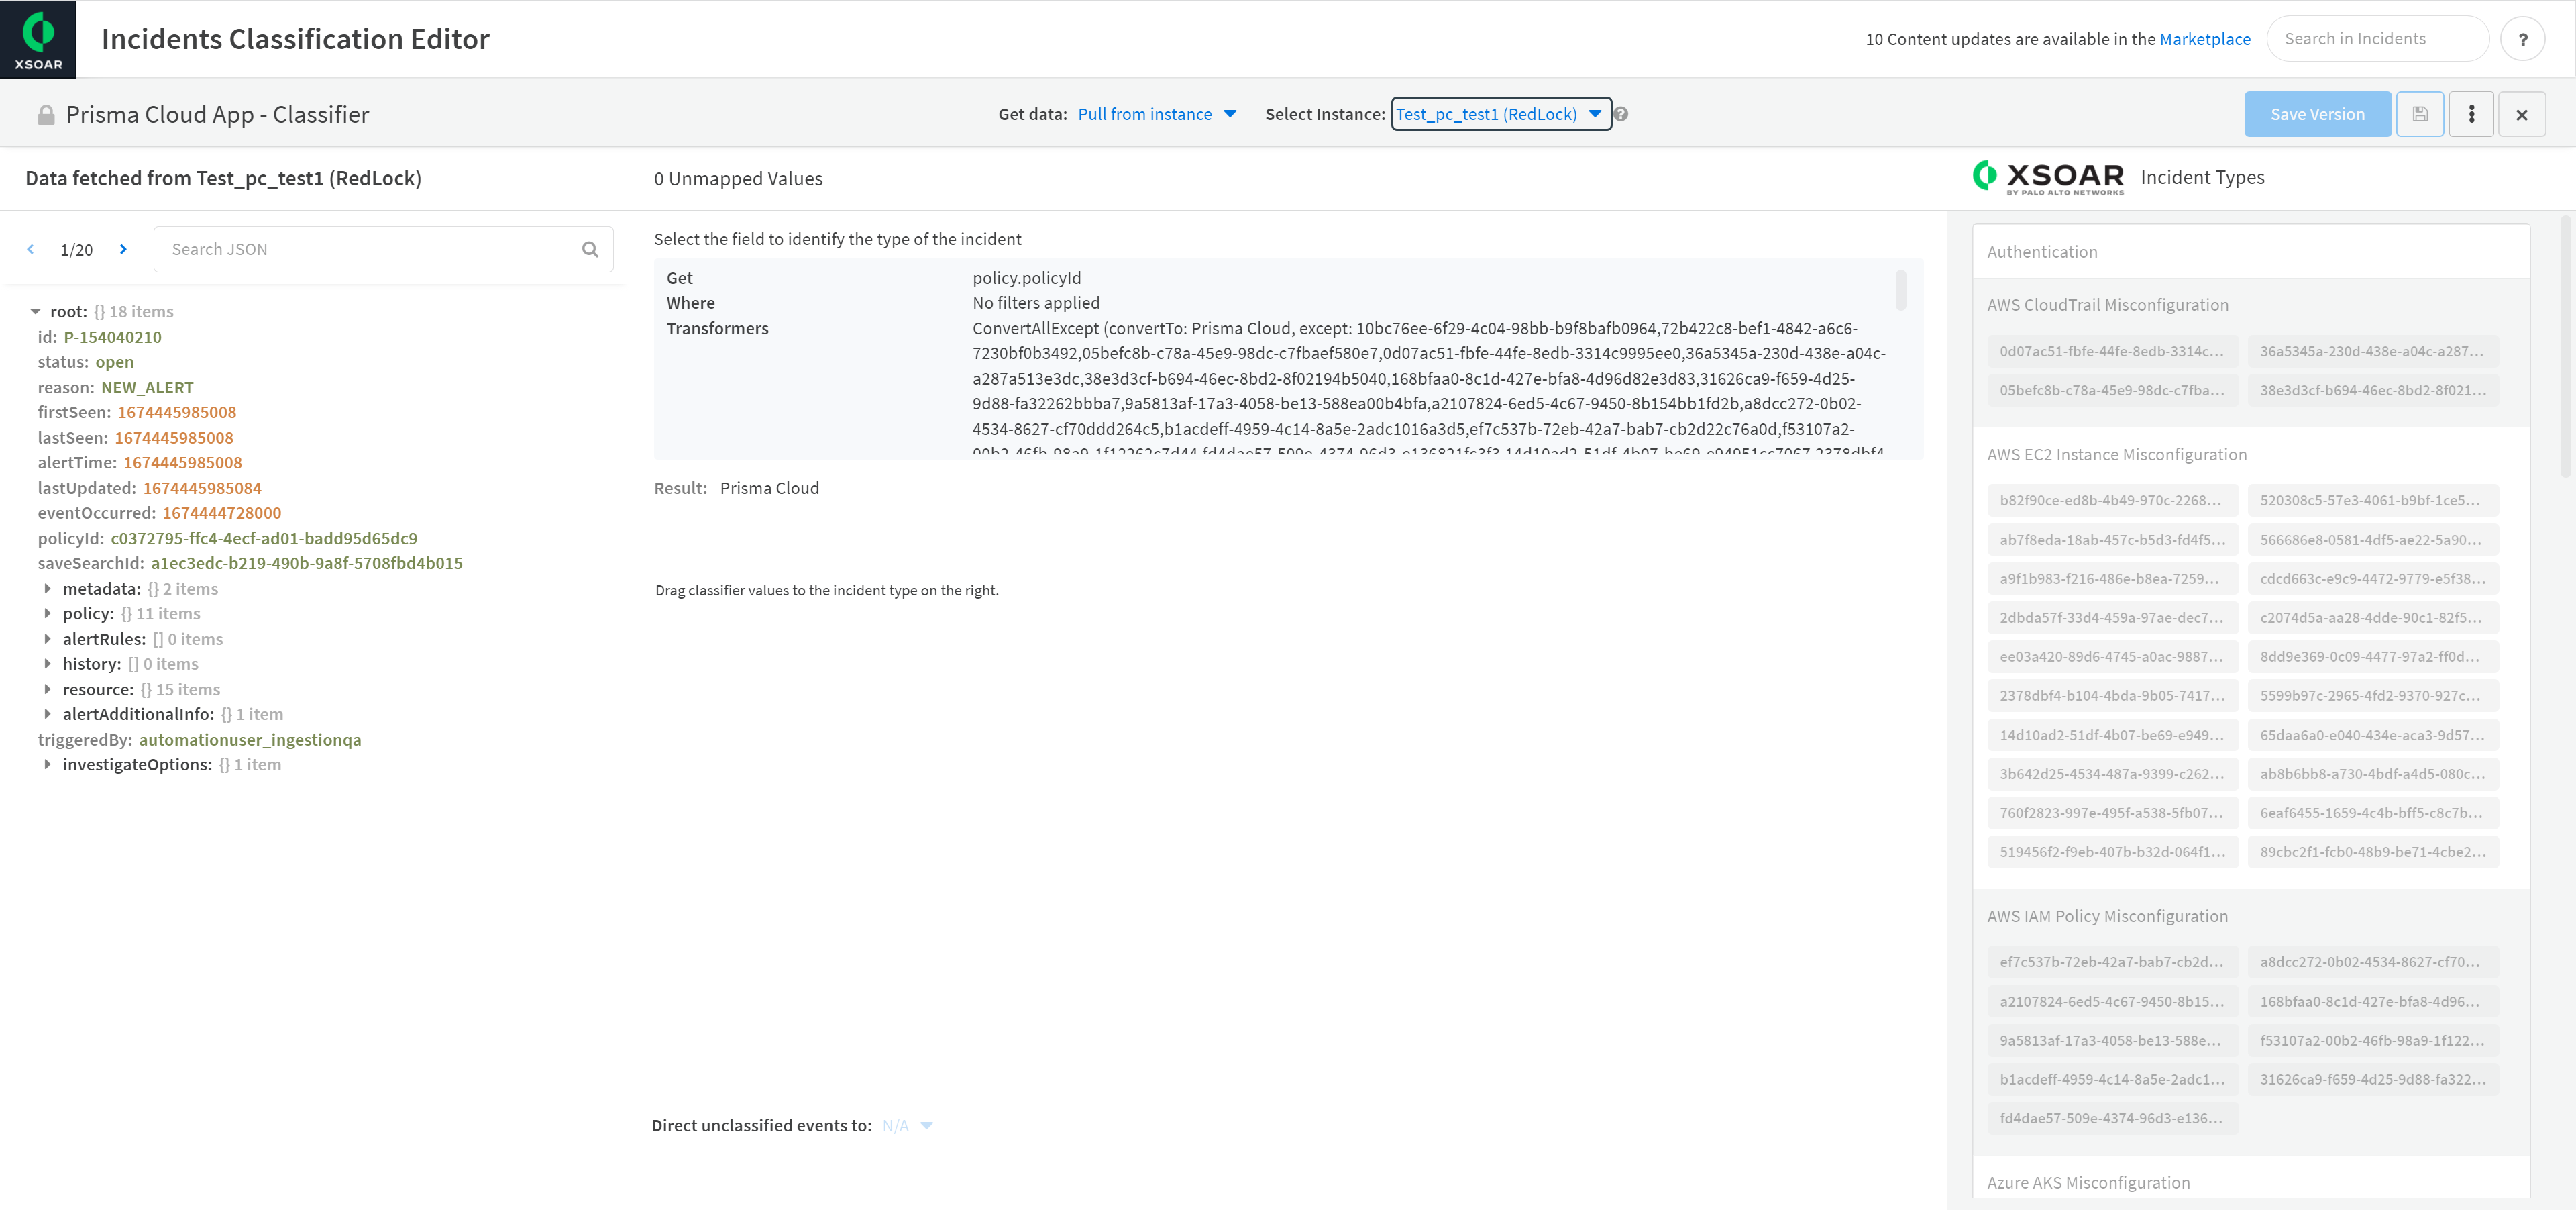 XSOAR
Incidents Classification Editor
10 Content updates are available in the Marketplace
Search in Incidents
?
Prisma Cloud App - Classifier
Get data: Pull from instance
Select Instance: Test_pc_test1 (RedLock)
Save Version
Data fetched from Test_pc_test1 (RedLock)
1/20
Search JSON
root: {} 18 items
id: P-154040210
status: open
reason: NEW_ALERT
firstSeen: 1674445985008
lastSeen: 1674445985008
alertTime: 1674445985008
lastUpdated: 1674445985084
eventOccurred: 1674444728000
policyId: c0372795-ffc4-4ecf-ad01-badd95d65dc9
saveSearchId: a1ec3edc-b219-490b-9a8f-5708fbd4b015
metadata: {} 2 items
policy: {} 11 items
alertRules: [] 0 items
history: [] 0 items
resource: {} 15 items
alertAdditionalInfo: {} 1 item
triggeredBy: automationuser_ingestionqa
investigateOptions: {} 1 item
0 Unmapped Values
Select the field to identify the type of the incident
Get policy.policyId
Where No filters applied
Transformers ConvertAllExcept (convertTo: Prisma Cloud, except: 10bc76ee-6f29-4c04-98bb-b9f8bafb0964,72b422c8-bef1-4842-a6c6-
7230bf0b3492,05befc8b-c78a-45e9-98dc-c7fbaef580e7,0d07ac51-fbfe-44fe-8edb-3314c9995ee0,36a5345a-230d-438e-a04c-
a287a513e3dc,38e3d3cf-b694-46ec-8bd2-8f02194b5040,168bfaa0-8c1d-427e-bfa8-4d96d82e3d83,31626ca9-f659-4d25-
9d88-fa32262bbba7,9a5813af-17a3-4058-be13-588ea00b4bfa,a2107824-6ed5-4c67-9450-8b154bb1fd2b,a8dcc272-0b02-
4534-8627-cf70ddd264c5,b1acdeff-4959-4c14-8a5e-2adc1016a3d5,ef7c537b-72eb-42a7-bab7-cb2d22c76a0d,f53107a2-
00b2-46fb-98a9-1f12262c7d44,fd4dae57-509e-4374-96d3-e136821fc3f3,14d10ad2-51df-4b07-be69-e94951cc7067,2378dbf4-
Result: Prisma Cloud
Drag classifier values to the incident type on the right.
Direct unclassified events to: N/A
XSOAR
BY PALO ALTO NETWORKS
Incident Types
Authentication
AWS CloudTrail Misconfiguration
0d07ac51-fbfe-44fe-8edb-3314c... 36a5345a-230d-438e-a04c-a287...
05befc8b-c78a-45e9-98dc-c7fba... 38e3d3cf-b694-46ec-8bd2-8f021...
AWS EC2 Instance Misconfiguration
b82f90ce-ed8b-4b49-970c-2268... 520308c5-57e3-4061-b9bf-1ce5...
ab7f8eda-18ab-457c-b5d3-fd4f5... 566686e8-0581-4df5-ae22-5a90...
a9f1b983-f216-486e-b8ea-7259... cdcd663c-e9c9-4472-9779-e5f38...
2dbda57f-33d4-459a-97ae-dec7... c2074d5a-aa28-4dde-90c1-82f5...
ee03a420-89d6-4745-a0ac-9887... 8dd9e369-0c09-4477-97a2-ff0d...
2378dbf4-b104-4bda-9b05-7417... 5599b97c-2965-4fd2-9370-927c...
14d10ad2-51df-4b07-be69-e949... 65daa6a0-e040-434e-aca3-9d57...
3b642d25-4534-487a-9399-c262... ab8b6bb8-a730-4bdf-a4d5-080c...
760f2823-997e-495f-a538-5fb07... 6eaf6455-1659-4c4b-bff5-c8c7b...
519456f2-f9eb-407b-b32d-064f1... 89cbc2f1-fcb0-48b9-be71-4cbe2...
AWS IAM Policy Misconfiguration
ef7c537b-72eb-42a7-bab7-cb2d... a8dcc272-0b02-4534-8627-cf70...
a2107824-6ed5-4c67-9450-8b15... 168bfaa0-8c1d-427e-bfa8-4d96...
9a5813af-17a3-4058-be13-588e... f53107a2-00b2-46fb-98a9-1f122...
b1acdeff-4959-4c14-8a5e-2adc1... 31626ca9-f659-4d25-9d88-fa322...
fd4dae57-509e-4374-96d3-e136...
Azure AKS Misconfiguration